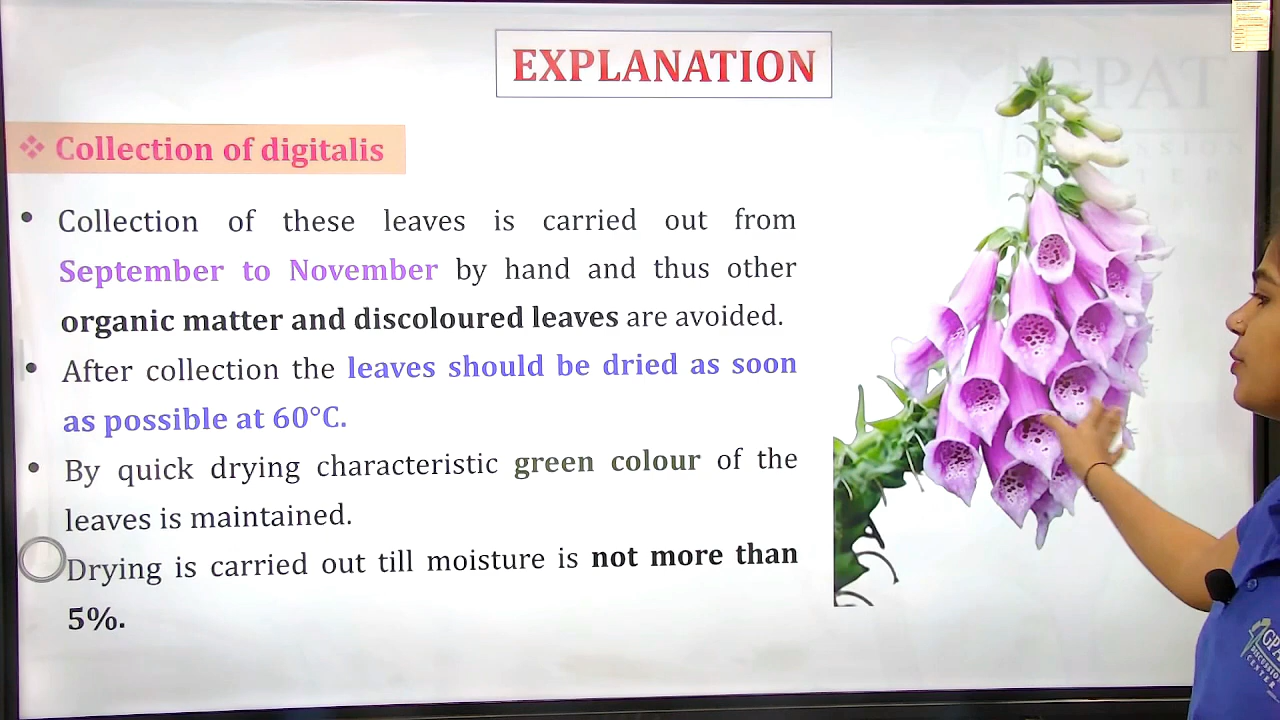 EXPLANATION
GPAT
❖ Collection of digitalis
• Collection of these leaves is carried out from
September to November by hand and thus other
organic matter and discoloured leaves are avoided.
• After collection the leaves should be dried as soon
as possible at 60°C.
• By quick drying characteristic green colour of the
leaves is maintained.
Drying is carried out till moisture is not more than
5%.